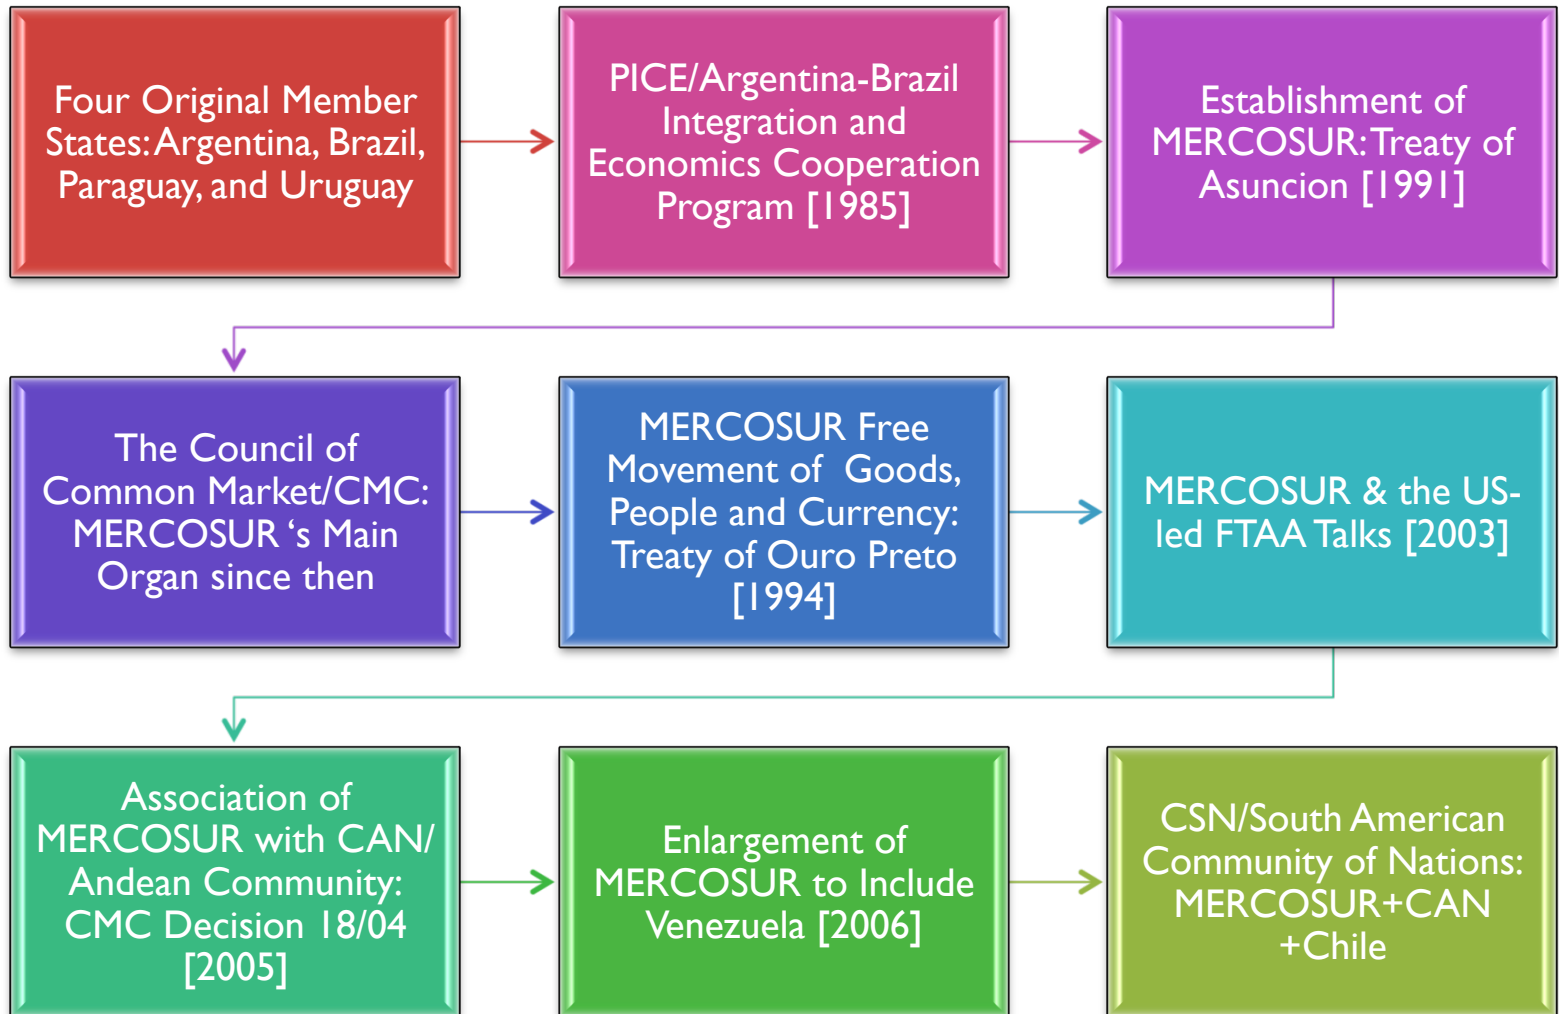 Four Original Member
States: Argentina, Brazil,
Paraguay, and Uruguay
PICE/Argentina-Brazil
Integration and
Economics Cooperation
Program [1985]
Establishment of
MERCOSUR: Treaty of
Asuncion [1991]
The Council of
Common Market/CMC:
MERCOSUR ‘s Main
Organ since then
MERCOSUR Free
Movement of  Goods,
People and Currency:
Treaty of Ouro Preto
[1994]
MERCOSUR & the US-
led FTAA Talks [2003]
Association of
MERCOSUR with CAN/
Andean Community:
CMC Decision 18/04
[2005]
Enlargement of
MERCOSUR to Include
Venezuela [2006]
CSN/South American
Community of Nations:
MERCOSUR+CAN
+Chile